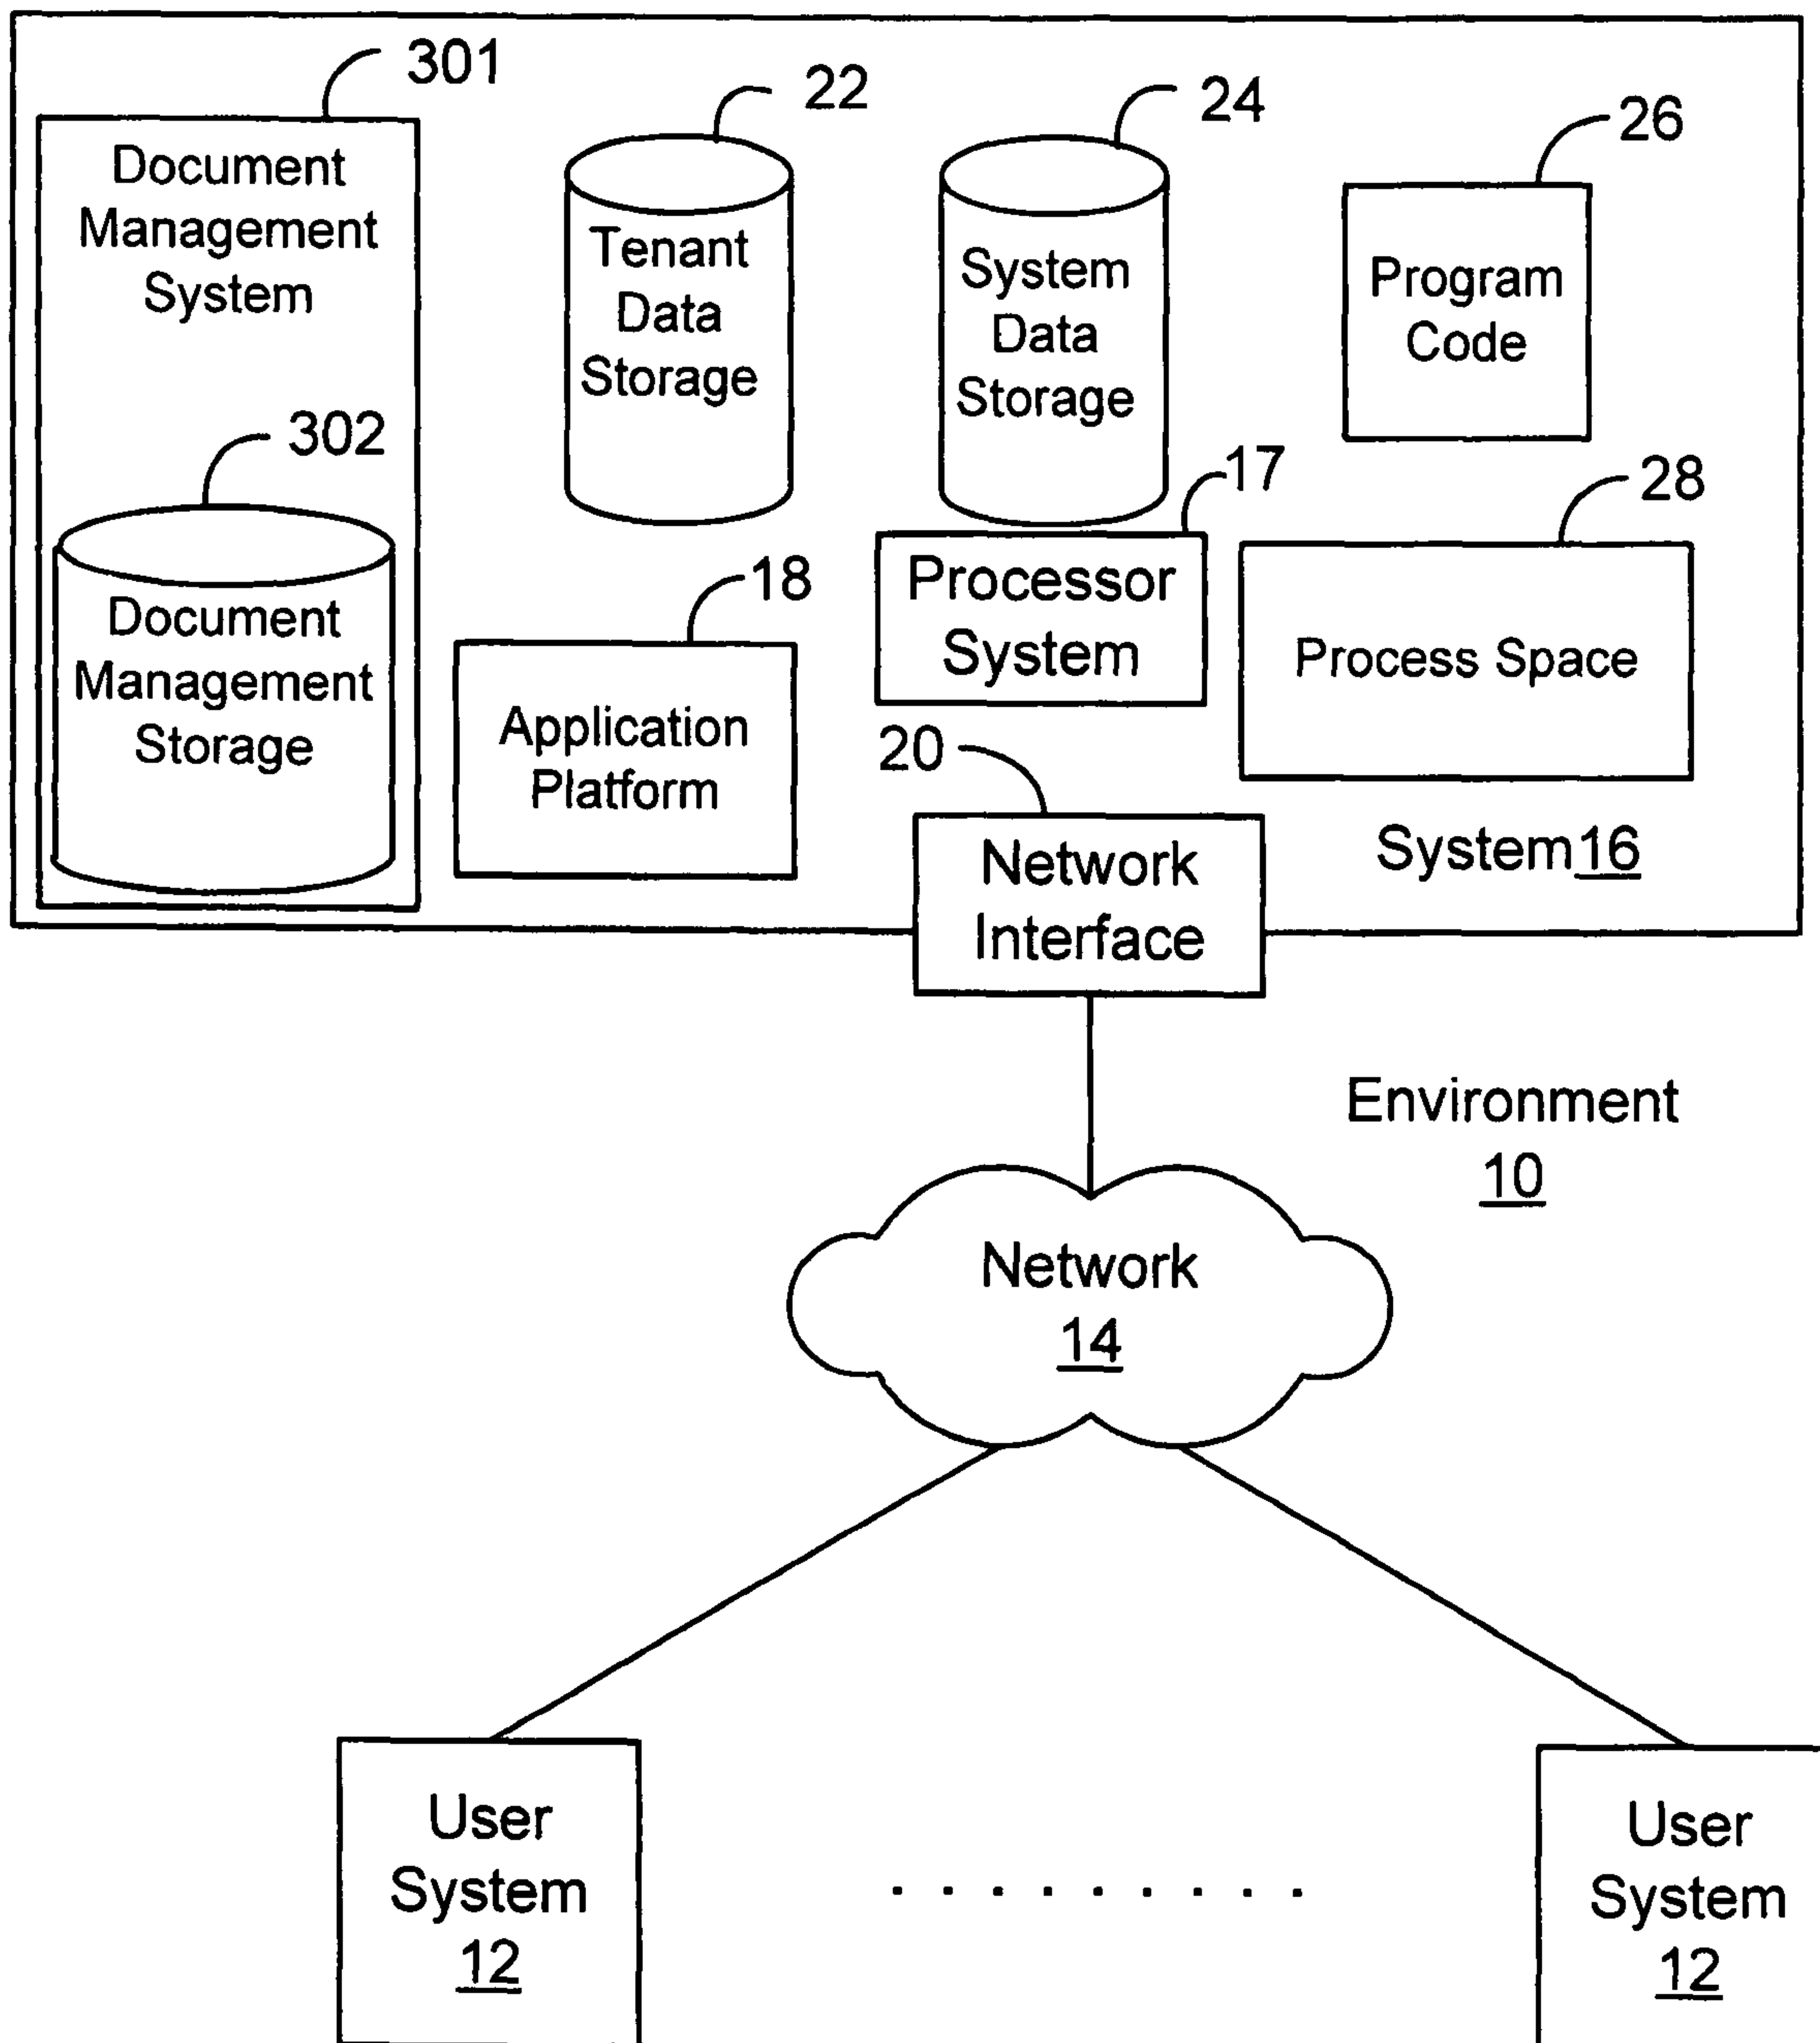 301
22
24
26
Document
Management
System
Tenant
Data
Storage
System
Data
Storage
Program
Code
302
17
28
Document
Management
Storage
18
Application
Platform
Processor
System
Process Space
20
Network
Interface
System 16
Environment
10
Network
14
User
System
12
. . . . . . . . .
User
System
12